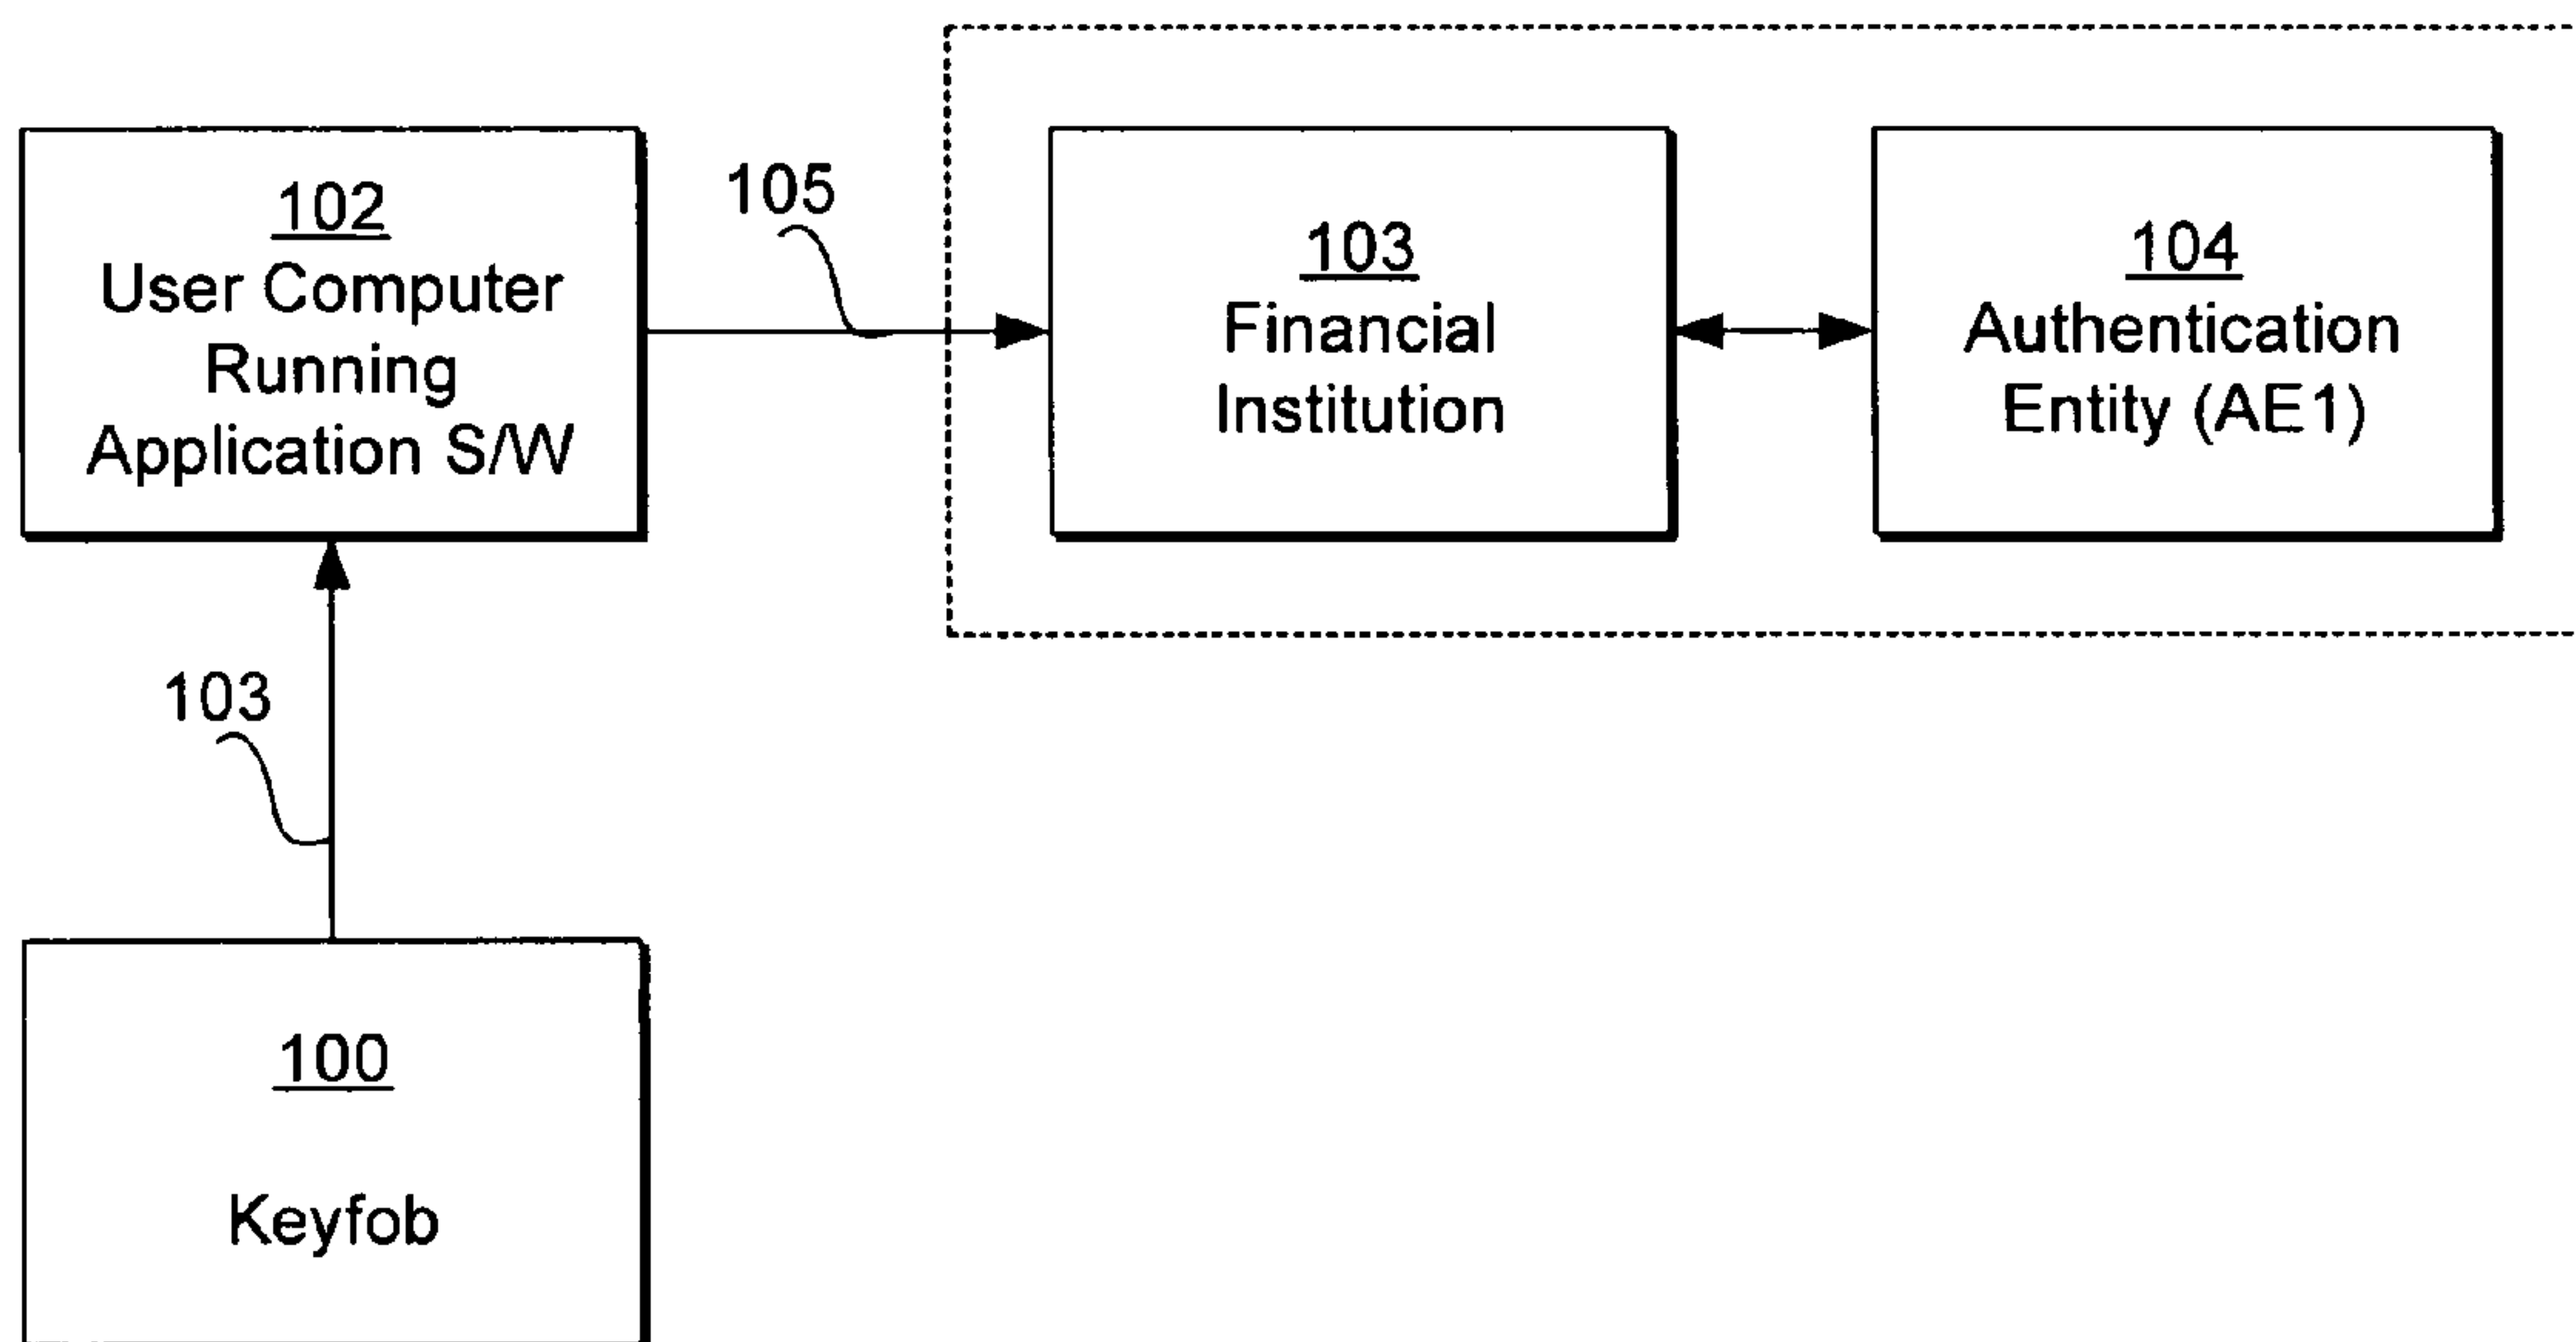 102
User Computer
Running
Application S/W
105
103
Financial
Institution
104
Authentication
Entity (AE1)
103
100
Keyfob